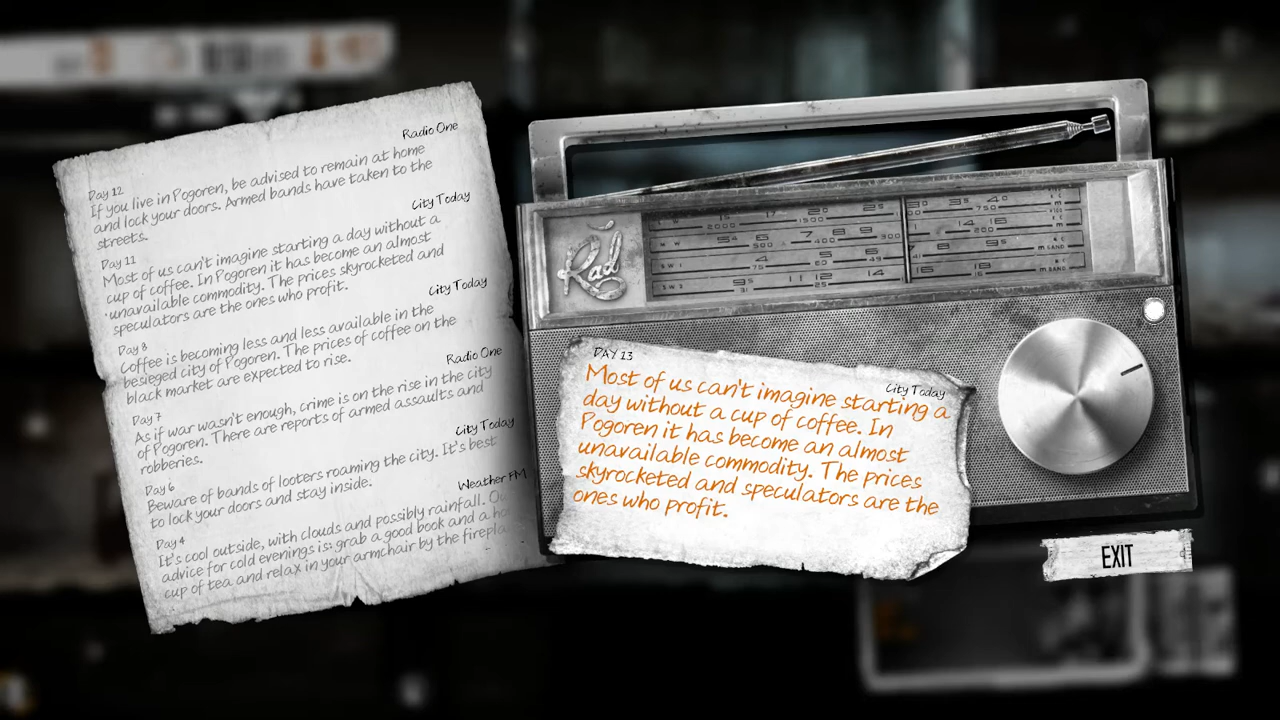 Radio One
Day 12
If you live in Pogoren, be advised to remain at home
and lock your doors. Armed bands have taken to the
streets.
City Today
Day 11
Most of us can't imagine starting a day without a
cup of coffee. In Pogoren it has become an almost
unavailable commodity. The prices skyrocketed and
speculators are the ones who profit.
City Today
Day 8
Coffee is becoming less and less available in the
besieged city of Pogoren. The prices of coffee on the
black market are expected to rise.
Radio One
Day 7
As if war wasn't enough, crime is on the rise in the city
of Pogoren. There are reports of armed assaults and
robberies.
City Today
Day 6
Beware of bands of looters roaming the city. It's best
to lock your doors and stay inside.
Weather FM
Day 4
It's cool outside, with clouds and possibly rainfall.
advice for cold evenings is: grab a good book and a
cup of tea and relax in your armchair by the
Rad
DAY 13
City Today
Most of us can't imagine starting a
day without a cup of coffee. In
Pogoren it has become an almost
unavailable commodity. The prices
skyrocketed and speculators are the
ones who profit.
EXIT